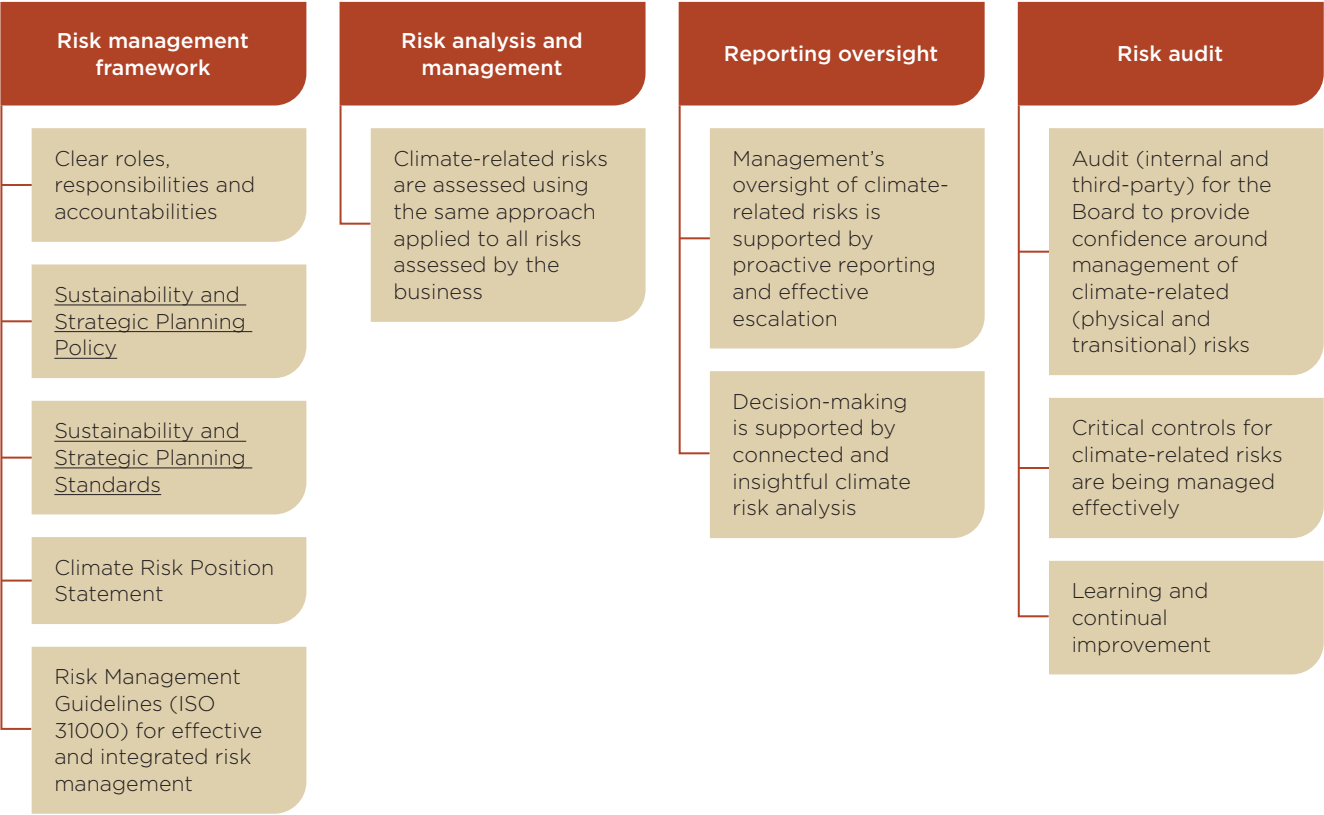 Risk management
framework
Clear roles,
responsibilities and
accountabilities
Sustainability and
Strategic Planning
Policy
Sustainability and
Strategic Planning
Standards
Climate Risk Position
Statement
Risk Management
Guidelines (ISO
31000) for effective
and integrated risk
management
Risk analysis and
management
Climate-related risks
are assessed using
the same approach
applied to all risks
assessed by the
business
Reporting oversight
Management’s
oversight of climate-
related risks is
supported by
proactive reporting
and effective
escalation
Decision-making
is supported by
connected and
insightful climate
risk analysis
Risk audit
Audit (internal and
third-party) for the
Board to provide
confidence around
management of
climate-related
(physical and
transitional) risks
Critical controls for
climate-related risks
are being managed
effectively
Learning and
continual
improvement